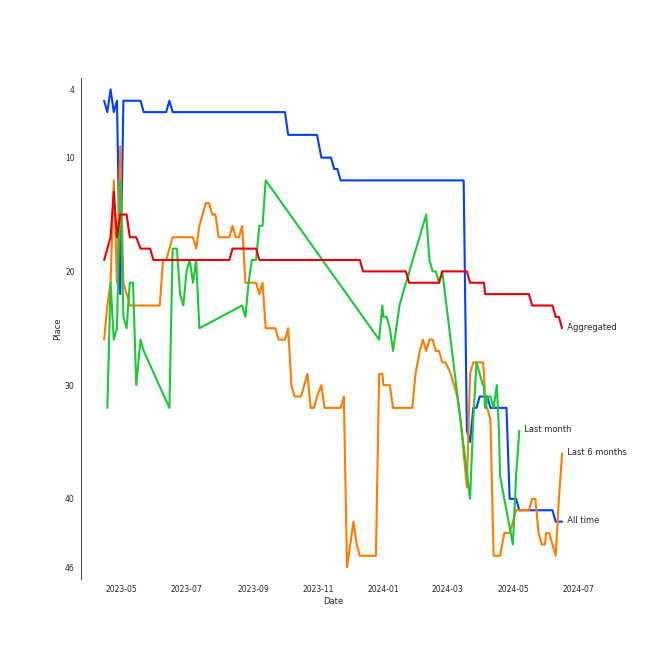 4
10
20
30
40
46
Place
2023-05
2023-07
2023-09
2023-11
2024-01
2024-03
2024-05
2024-07
Date
Aggregated
Last month
Last 6 months
All time